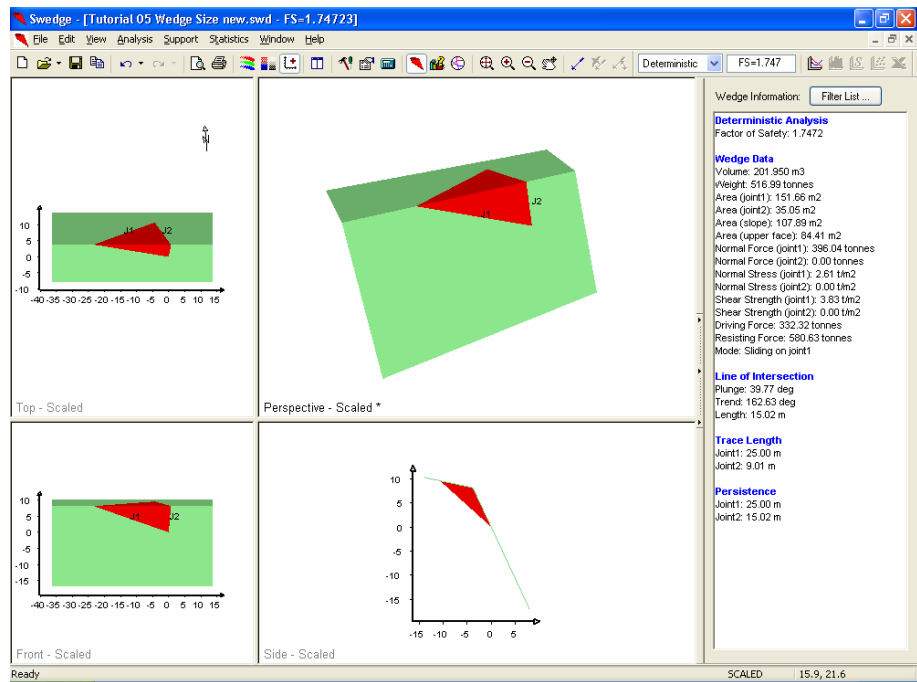 Swedge - [Tutorial 05 Wedge Size new.swd - FS=1.74723]
File Edit View Analysis Support Statistics Window Help
Deterministic FS=1.747
N
J1 J2
10
5
0
-5
-10
-40 -35 -30 -25 -20 -15 -10 -5 0 5 10 15
Top - Scaled
J2
J1
Perspective - Scaled *
10
5
0
-5
-10
-15
J1 J2
-40 -35 -30 -25 -20 -15 -10 -5 0 5 10 15
Front - Scaled
10
5
0
-5
-10
-15
-15 -10 -5 0 5
Side - Scaled
Wedge Information: Filter List ...
Deterministic Analysis
Factor of Safety: 1.7472
Wedge Data
Volume: 201.950 m3
Weight: 516.99 tonnes
Area (joint1): 151.66 m2
Area (joint2): 35.05 m2
Area (slope): 107.89 m2
Area (upper face): 84.41 m2
Normal Force (joint1): 396.04 tonnes
Normal Force (joint2): 0.00 tonnes
Normal Stress (joint1): 2.61 t/m2
Normal Stress (joint2): 0.00 t/m2
Shear Strength (joint1): 3.83 t/m2
Shear Strength (joint2): 0.00 t/m2
Driving Force: 332.32 tonnes
Resisting Force: 580.63 tonnes
Mode: Sliding on joint1
Line of Intersection
Plunge: 39.77 deg
Trend: 162.63 deg
Length: 15.02 m
Trace Length
Joint1: 25.00 m
Joint2: 9.01 m
Persistence
Joint1: 25.00 m
Joint2: 15.02 m
Ready SCALED 15.9, 21.6